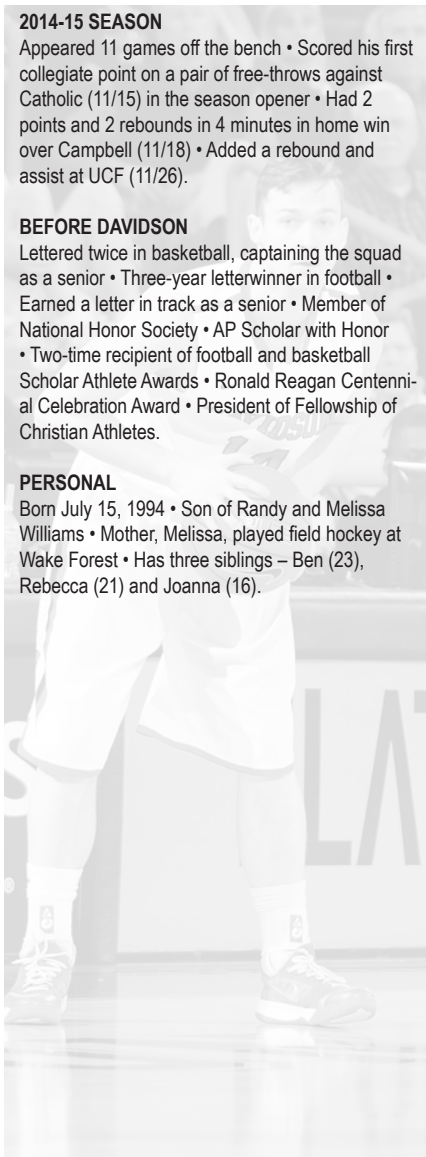 2014-15 SEASON
Appeared 11 games off the bench • Scored his first
collegiate point on a pair of free-throws against
Catholic (11/15) in the season opener • Had 2
points and 2 rebounds in 4 minutes in home win
over Campbell (11/18) • Added a rebound and
assist at UCF (11/26).
BEFORE DAVIDSON
Lettered twice in basketball, captaining the squad
as a senior • Three-year letterwinner in football •
Earned a letter in track as a senior • Member of
National Honor Society • AP Scholar with Honor
• Two-time recipient of football and basketball
Scholar Athlete Awards • Ronald Reagan Centenni-
al Celebration Award • President of Fellowship of
Christian Athletes.
PERSONAL
Born July 15, 1994 • Son of Randy and Melissa
Williams • Mother, Melissa, played field hockey at
Wake Forest • Has three siblings – Ben (23),
Rebecca (21) and Joanna (16).
LAT